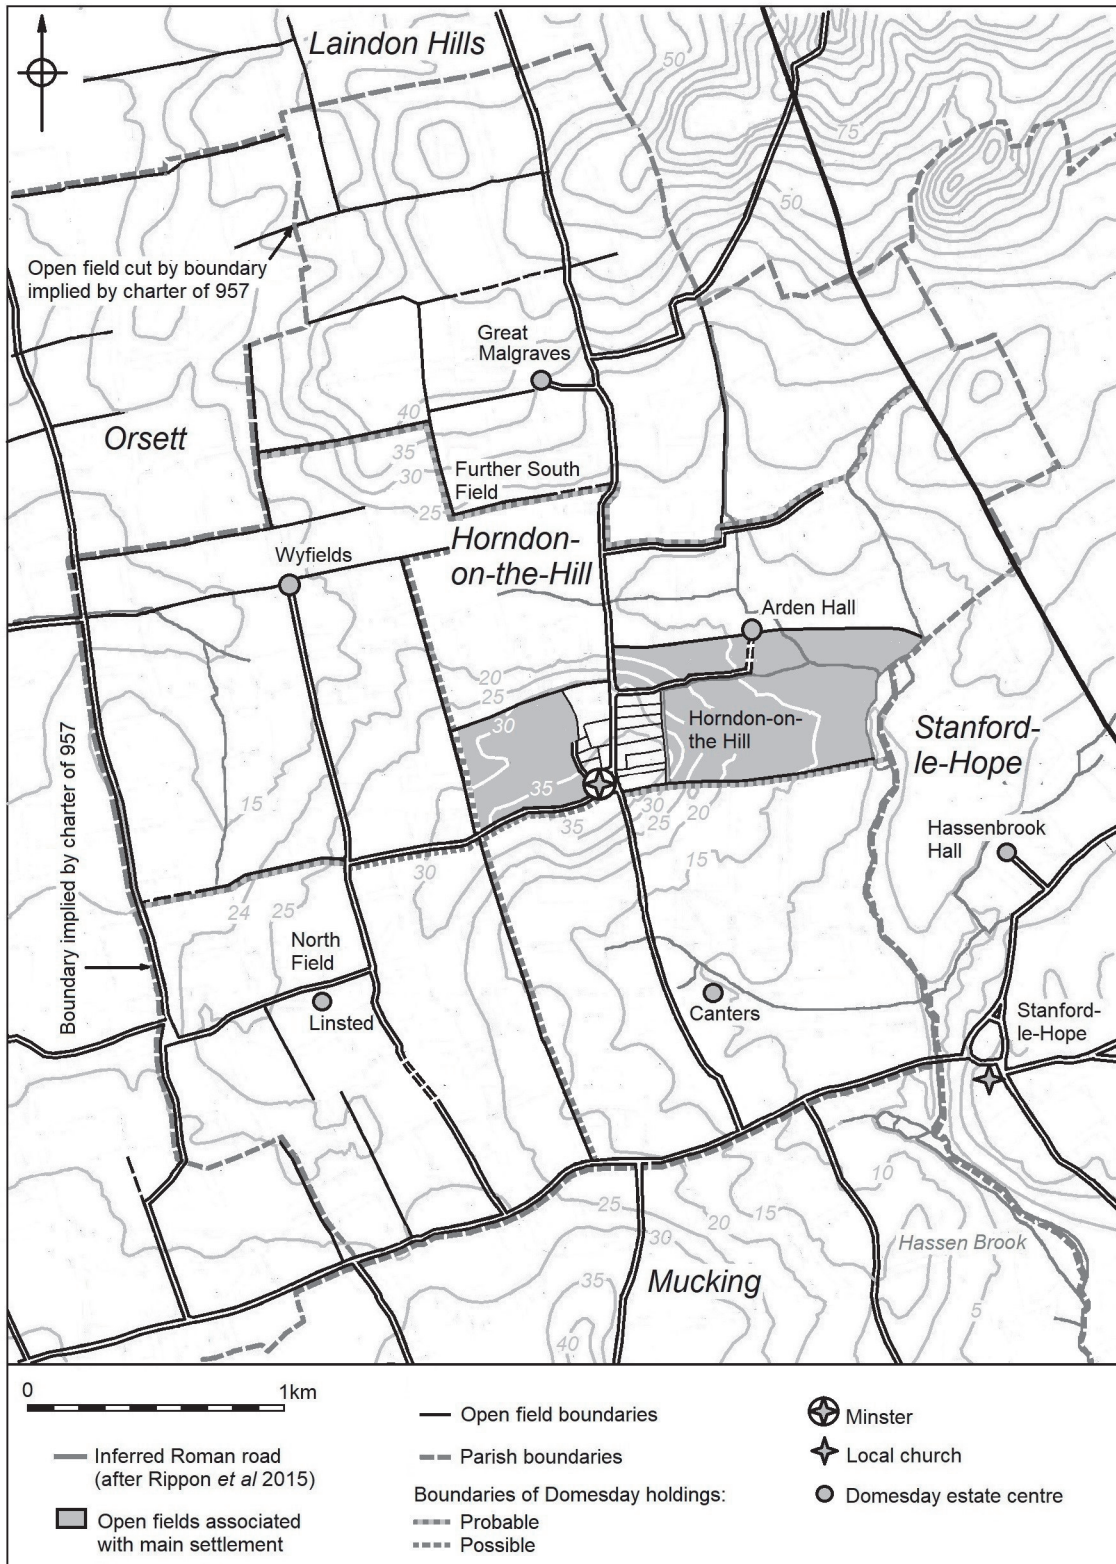 Laindon Hills
50
75
50
Open field cut by boundary
implied by charter of 957
Great
Malgraves
40
35
30
25
Orsett
Further South
Field
Horndon-
on-the-Hill
Wyfields
Arden Hall
20
25
30
35
Horndon-on-
the Hill
Stanford-
le-Hope
15
35
30
25
20
15
30
Hassenbrook
Hall
24
25
North
Field
Boundary implied by charter of 957
Linsted
Canters
Stanford-
le-Hope
10
25
30
20
15
Hassen Brook
35
Mucking
5
40
0
1km
Inferred Roman road
(after Rippon et al 2015)
Open fields associated
with main settlement
Open field boundaries
Parish boundaries
Boundaries of Domesday holdings:
Probable
Possible
Minster
Local church
Domesday estate centre